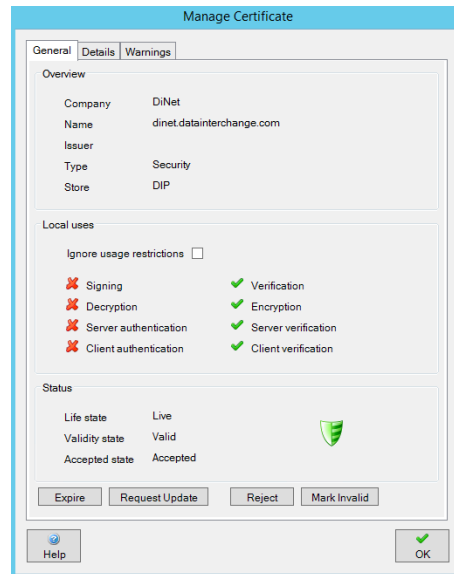 Manage Certificate
General Details Warnings
Overview
Company DiNet
Name dinet.datainterchange.com
Issuer
Type Security
Store DIP
Local uses
Ignore usage restrictions
Signing Verification
Decryption Encryption
Server authentication Server verification
Client authentication Client verification
Status
Life state Live
Validity state Valid
Accepted state Accepted
Expire Request Update Reject Mark Invalid
Help OK